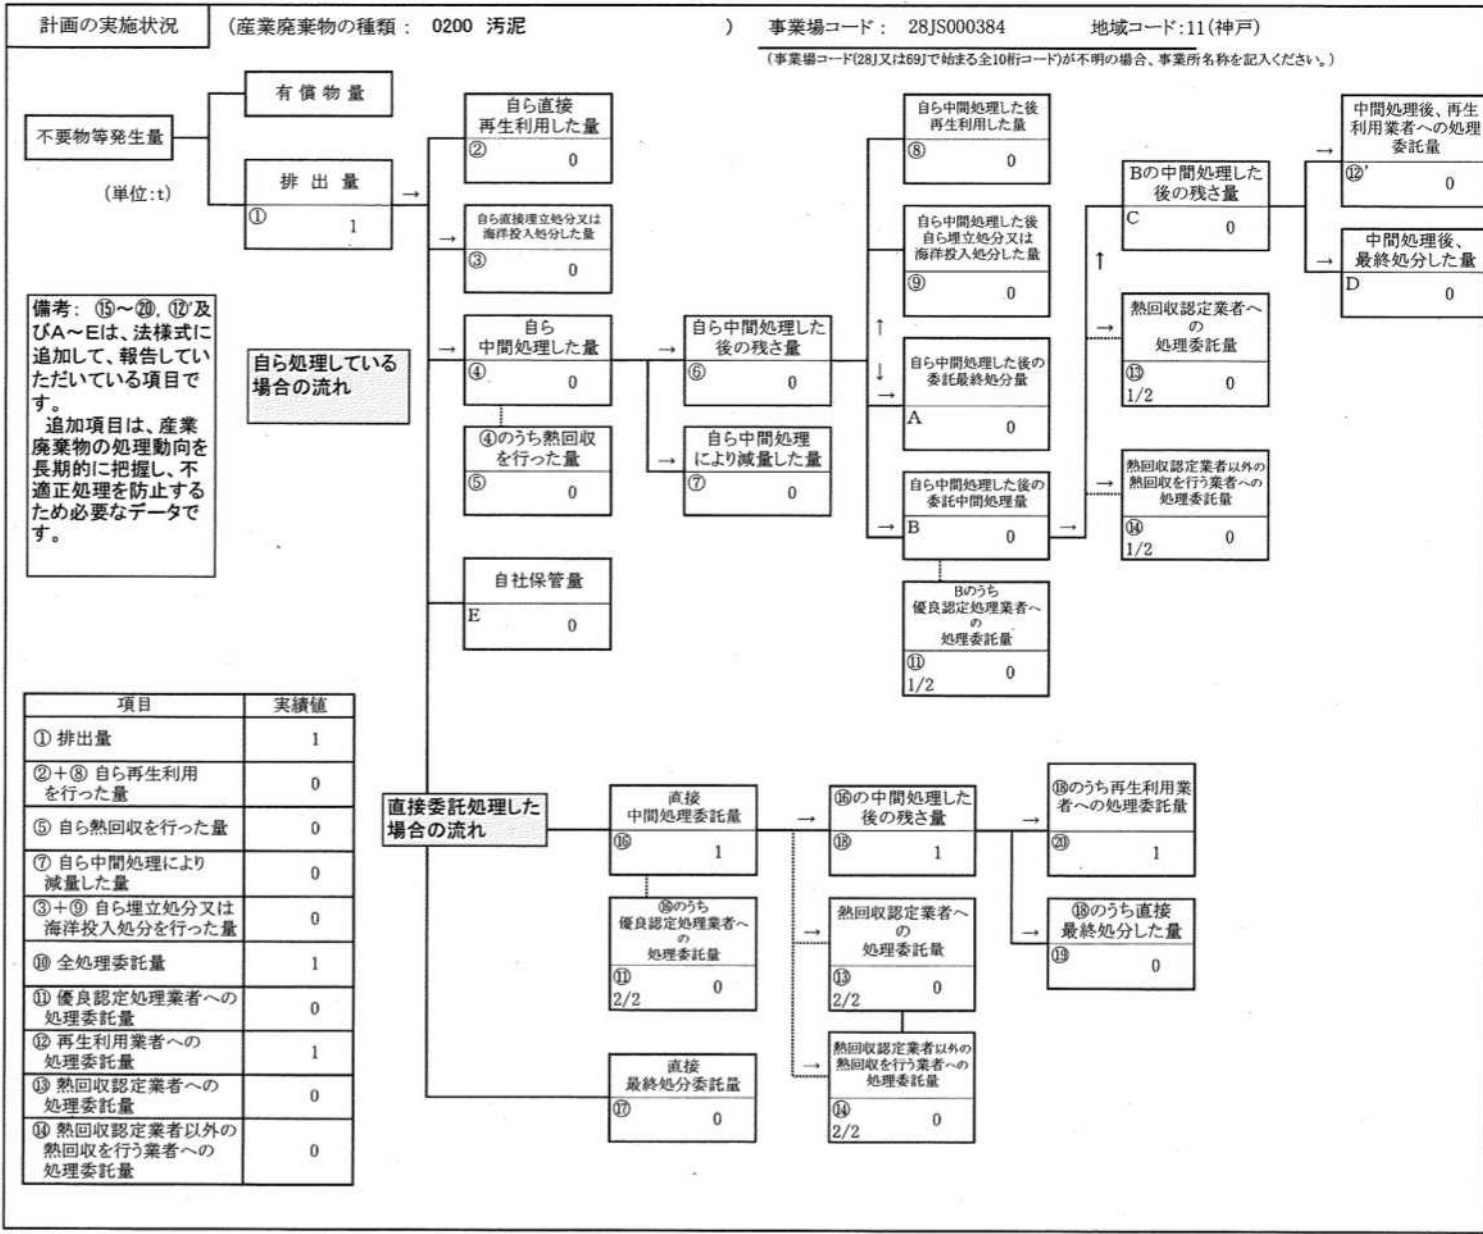 計画の実施状況 (産業廃棄物の種類： 0200 汚泥 ) 事業場コード： 28JS000384 地域コード:11(神戸)
(事業場コード(28J又は69Jで始まる全10桁コード)が不明の場合、事業所名称を記入ください。)
不要物等発生量
(単位:t)
有償物量
排出量
① 1
→
自ら直接
再生利用した量
② 0
→
自ら直接埋立処分又は
海洋投入処分した量
③ 0
→
自ら
中間処理した量
④ 0
④のうち熱回収
を行った量
⑤ 0
自社保管量
E 0
→
自ら中間処理した
後の残さ量
⑥ 0
→
自ら中間処理
により減量した量
⑦ 0
自ら中間処理した後
再生利用した量
⑧ 0
自ら中間処理した後
自ら埋立処分又は
海洋投入処分した量
⑨ 0
↑
↓
→
自ら中間処理した後の
委託最終処分量
A 0
→
自ら中間処理した後の
委託中間処理量
B 0
Bのうち
優良認定処理業者へ
の
処理委託量
⑪ 0
1/2
→
↑
Bの中間処理した
後の残さ量
C 0
→
熱回収認定業者へ
の
処理委託量
⑬ 0
1/2
→
熱回収認定業者以外の
熱回収を行う業者への
処理委託量
⑭ 0
1/2
→
中間処理後、再生
利用業者への処理
委託量
⑫' 0
→
中間処理後、
最終処分した量
D 0
備考： ⑮～⑳, ⑫'及
びA～Eは、法様式に
追加して、報告してい
ただいている項目で
す。
追加項目は、産業
廃棄物の処理動向を
長期的に把握し、不
適正処理を防止する
ため必要なデータで
す。
自ら処理している
場合の流れ
項目 実績値
① 排出量 1
②+⑧ 自ら再生利用
を行った量 0
⑤ 自ら熱回収を行った量 0
⑦ 自ら中間処理により
減量した量 0
③+⑨ 自ら埋立処分又は
海洋投入処分を行った量 0
⑩ 全処理委託量 1
⑪ 優良認定処理業者への
処理委託量 0
⑫ 再生利用業者への
処理委託量 1
⑬ 熱回収認定業者への
処理委託量 0
⑭ 熱回収認定業者以外の
熱回収を行う業者への
処理委託量 0
直接委託処理した
場合の流れ
直接
中間処理委託量
⑯ 1
⑯のうち
優良認定処理業者へ
の
処理委託量
⑪ 0
2/2
直接
最終処分委託量
⑰ 0
→
⑯の中間処理した
後の残さ量
⑱ 1
→
熱回収認定業者へ
の
処理委託量
⑬ 0
2/2
→
熱回収認定業者以外の
熱回収を行う業者への
処理委託量
⑭ 0
2/2
→
⑱のうち再生利用業
者への処理委託量
⑳ 1
→
⑱のうち直接
最終処分した量
⑲ 0